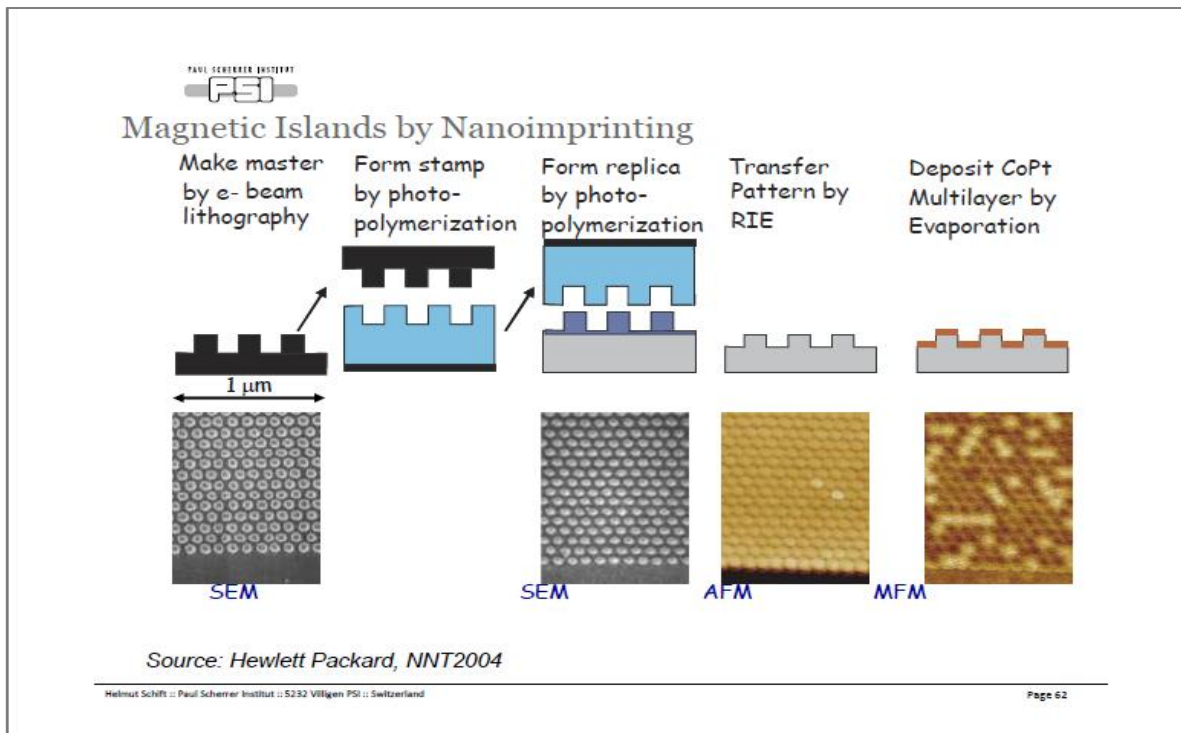 PAUL SCHERRER INSTITUT
PSI
Magnetic Islands by Nanoimprinting
Make master
by e- beam
lithography
Form stamp
by photo-
polymerization
Form replica
by photo-
polymerization
Transfer
Pattern by
RIE
Deposit CoPt
Multilayer by
Evaporation
1 μm
SEM
SEM
AFM
MFM
Source: Hewlett Packard, NNT2004
Helmut Schift :: Paul Scherrer Institut :: 5232 Villigen PSI :: Switzerland
Page 62